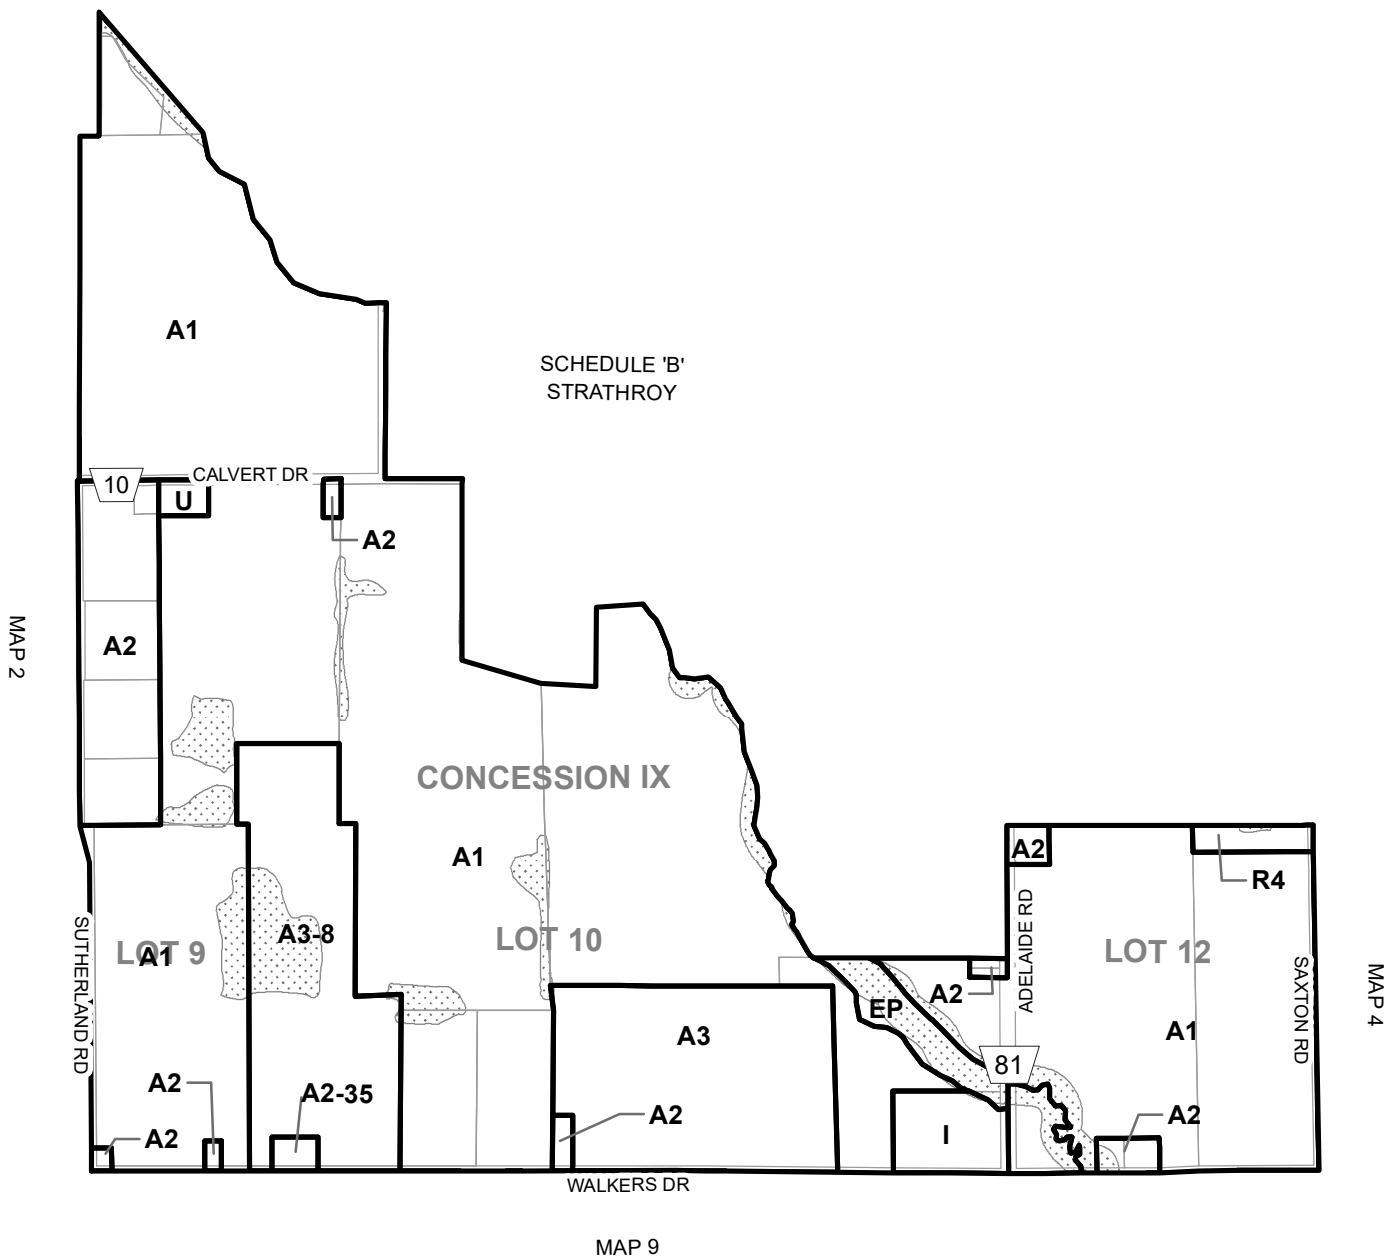 A1
SCHEDULE 'B'
STRATHROY
CALVERT DR
10
U
A2
MAP 2
A2
CONCESSION IX
A1
A2
R4
SUTHERLAND RD
LOT 9
A1
A3-8
LOT 10
ADELAIDE RD
LOT 12
SAXTON RD
MAP 4
A2
EP
A3
A1
81
A2
A2-35
A2
A2
A2
I
WALKERS DR
MAP 9